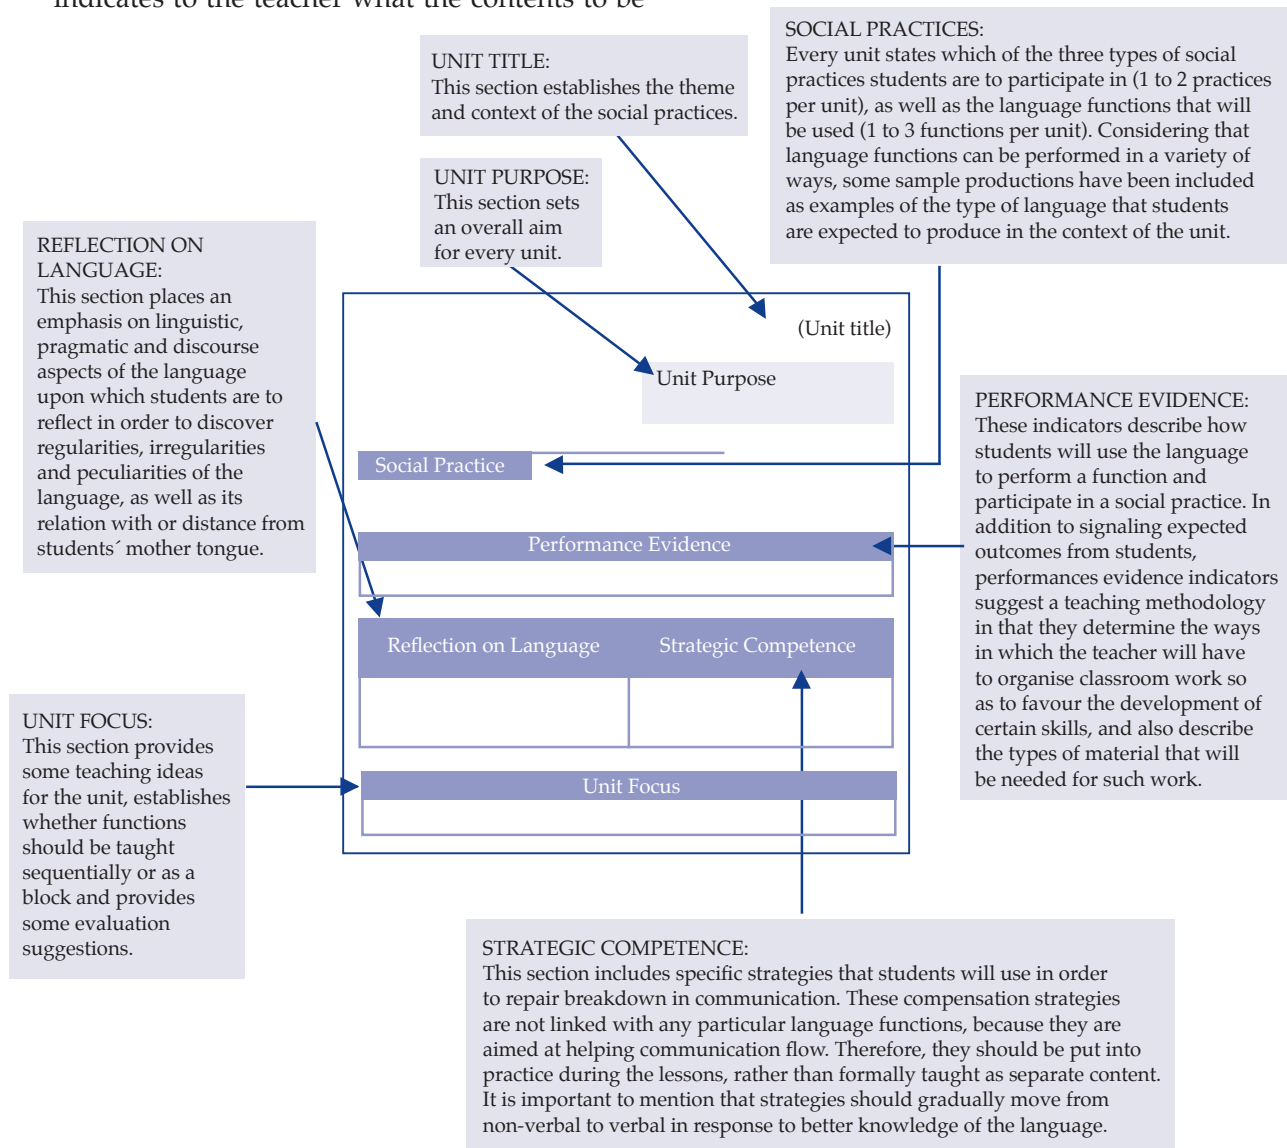 indicates to the teacher what the contents to be
UNIT TITLE:
This section establishes the theme
and context of the social practices.
SOCIAL PRACTICES:
Every unit states which of the three types of social
practices students are to participate in (1 to 2 practices
per unit), as well as the language functions that will
be used (1 to 3 functions per unit). Considering that
language functions can be performed in a variety of
ways, some sample productions have been included
as examples of the type of language that students
are expected to produce in the context of the unit.
UNIT PURPOSE:
This section sets
an overall aim
for every unit.
REFLECTION ON
LANGUAGE:
This section places an
emphasis on linguistic,
pragmatic and discourse
aspects of the language
upon which students are to
reflect in order to discover
regularities, irregularities
and peculiarities of the
language, as well as its
relation with or distance from
students´ mother tongue.
(Unit title)
Unit Purpose
Social Practice
Performance Evidence
Reflection on Language
Strategic Competence
Unit Focus
PERFORMANCE EVIDENCE:
These indicators describe how
students will use the language
to perform a function and
participate in a social practice. In
addition to signaling expected
outcomes from students,
performances evidence indicators
suggest a teaching methodology
in that they determine the ways
in which the teacher will have
to organise classroom work so
as to favour the development of
certain skills, and also describe
the types of material that will
be needed for such work.
UNIT FOCUS:
This section provides
some teaching ideas
for the unit, establishes
whether functions
should be taught
sequentially or as a
block and provides
some evaluation
suggestions.
STRATEGIC COMPETENCE:
This section includes specific strategies that students will use in order
to repair breakdown in communication. These compensation strategies
are not linked with any particular language functions, because they are
aimed at helping communication flow. Therefore, they should be put into
practice during the lessons, rather than formally taught as separate content.
It is important to mention that strategies should gradually move from
non-verbal to verbal in response to better knowledge of the language.